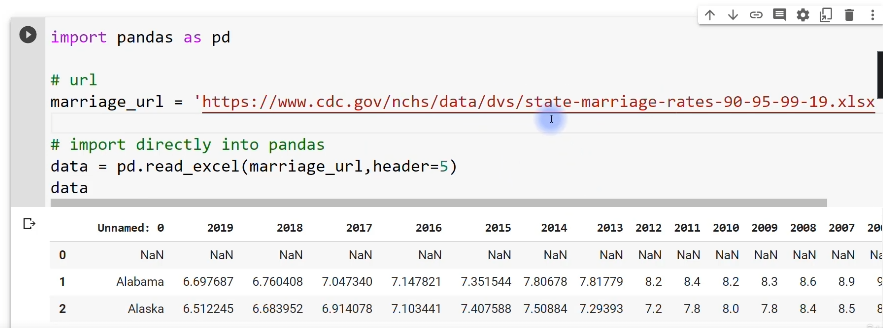 import pandas as pd
# url
marriage_url = 'https://www.cdc.gov/nchs/data/dvs/state-marriage-rates-90-95-99-19.xlsx
# import directly into pandas
data = pd.read_excel(marriage_url,header=5)
data
Unnamed: 0 2019 2018 2017 2016 2015 2014 2013 2012 2011 2010 2009 2008 2007
0 NaN NaN NaN NaN NaN NaN NaN NaN NaN NaN NaN NaN NaN NaN
1 Alabama 6.697687 6.760408 7.047340 7.147821 7.351544 7.80678 7.81779 8.2 8.4 8.2 8.3 8.6 8.9
2 Alaska 6.512245 6.683952 6.914078 7.103441 7.407588 7.50884 7.29393 7.2 7.8 8.0 7.8 8.4 8.5